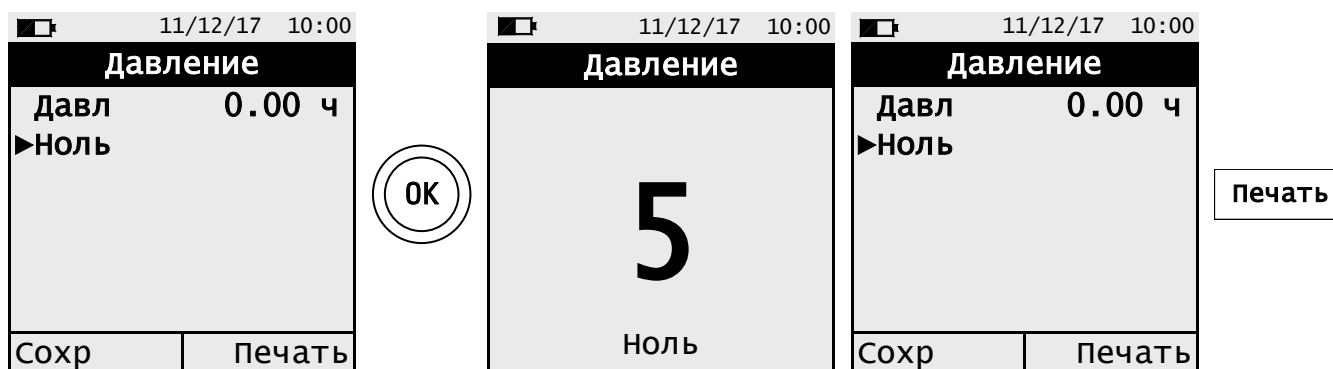 11/12/17 10:00
Давление
Давл 0.00 ч
►Ноль
Сохр Печать
OK
11/12/17 10:00
Давление
5
Ноль
11/12/17 10:00
Давление
Давл 0.00 ч
►Ноль
Сохр Печать
Печать